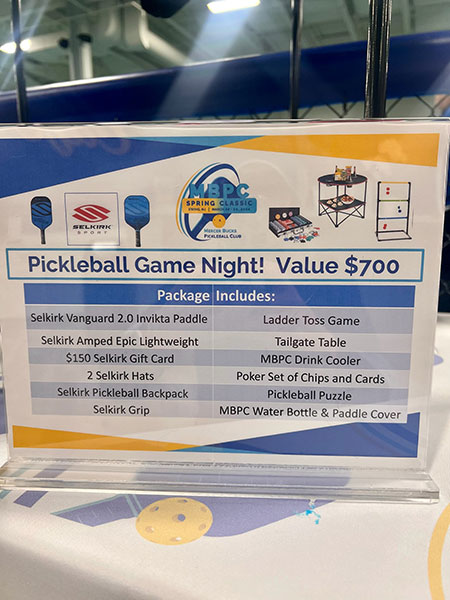 MBPC
SPRING CLASSIC
MERCER BUCKS
PICKLEBALL CLUB
SELKIRK
SPORT
Pickleball Game Night! Value $700
Package Includes:
Selkirk Vanguard 2.0 Invikta Paddle
Ladder Toss Game
Selkirk Amped Epic Lightweight
Tailgate Table
$150 Selkirk Gift Card
MBPC Drink Cooler
2 Selkirk Hats
Poker Set of Chips and Cards
Selkirk Pickleball Backpack
Pickleball Puzzle
Selkirk Grip
MBPC Water Bottle & Paddle Cover